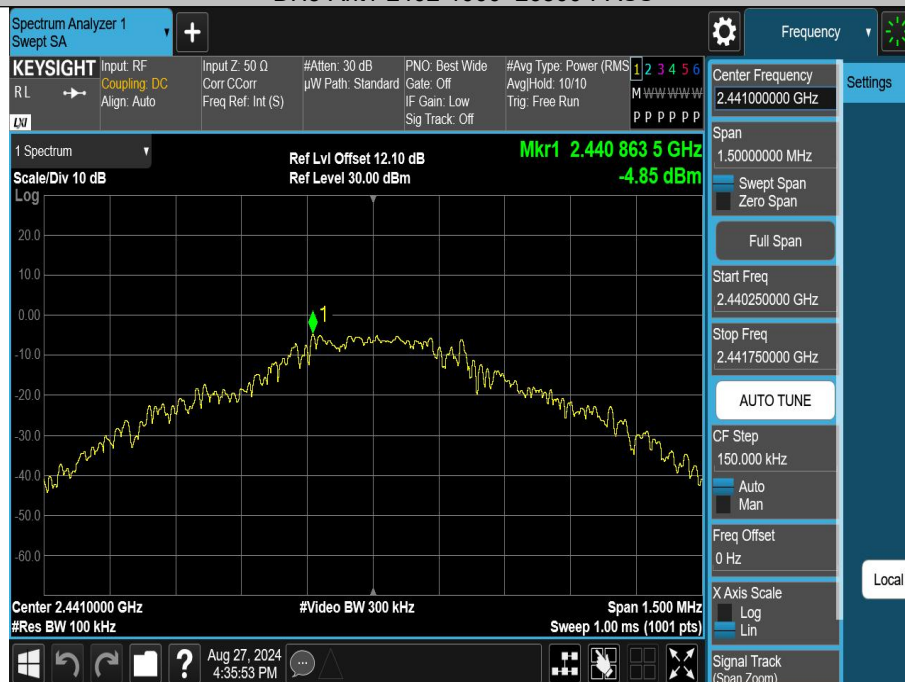 Spectrum Analyzer 1
Swept SA
Frequency
KEYSIGHT
RL
LXI
Input: RF
Coupling: DC
Align: Auto
Input Z: 50 Ω
Corr CCorr
Freq Ref: Int (S)
#Atten: 30 dB
µW Path: Standard
PNO: Best Wide
Gate: Off
IF Gain: Low
Sig Track: Off
#Avg Type: Power (RMS
Avg|Hold: 10/10
Trig: Free Run
1 2 3 4 5 6
M W W W W W
P P P P P P
Center Frequency
2.441000000 GHz
Settings
Span
1.50000000 MHz
Swept Span
Zero Span
Full Span
Start Freq
2.440250000 GHz
Stop Freq
2.441750000 GHz
AUTO TUNE
CF Step
150.000 kHz
Auto
Man
Freq Offset
0 Hz
X Axis Scale
Log
Lin
Signal Track
(Span Zoom)
Local
1 Spectrum
Scale/Div 10 dB
Log
Ref Lvl Offset 12.10 dB
Ref Level 30.00 dBm
Mkr1 2.440 863 5 GHz
-4.85 dBm
20.0
10.0
0.00
-10.0
-20.0
-30.0
-40.0
-50.0
-60.0
1
Center 2.4410000 GHz
#Res BW 100 kHz
#Video BW 300 kHz
Span 1.500 MHz
Sweep 1.00 ms (1001 pts)
?
Aug 27, 2024
4:35:53 PM